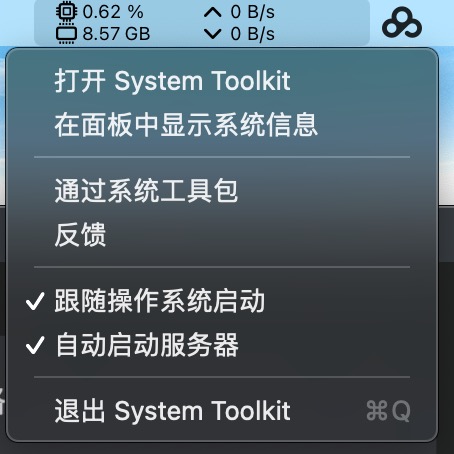 0.62 % 0 B/s
8.57 GB 0 B/s
打开 System Toolkit
在面板中显示系统信息
通过系统工具包
反馈
跟随操作系统启动
自动启动服务器
退出 System Toolkit ⌘Q